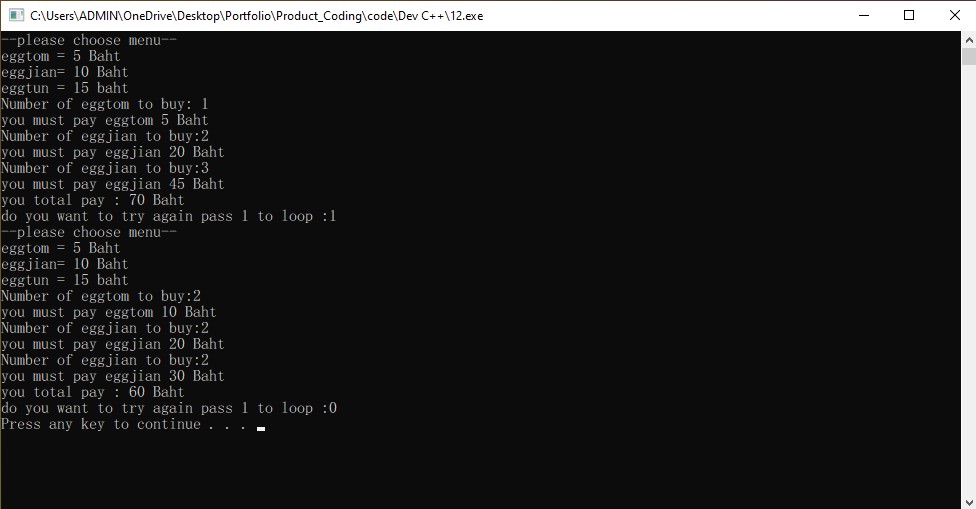 C:\Users\ADMIN\OneDrive\Desktop\Portfolio\Product_Coding\code\Dev C++\12.exe
--please choose menu--
eggtom = 5 Baht
eggjian= 10 Baht
eggtun = 15 baht
Number of eggtom to buy: 1
you must pay eggtom 5 Baht
Number of eggjian to buy:2
you must pay eggjian 20 Baht
Number of eggjian to buy:3
you must pay eggjian 45 Baht
you total pay : 70 Baht
do you want to try again pass 1 to loop :1
--please choose menu--
eggtom = 5 Baht
eggjian= 10 Baht
eggtun = 15 baht
Number of eggtom to buy:2
you must pay eggtom 10 Baht
Number of eggjian to buy:2
you must pay eggjian 20 Baht
Number of eggjian to buy:2
you must pay eggjian 30 Baht
you total pay : 60 Baht
do you want to try again pass 1 to loop :0
Press any key to continue . . .